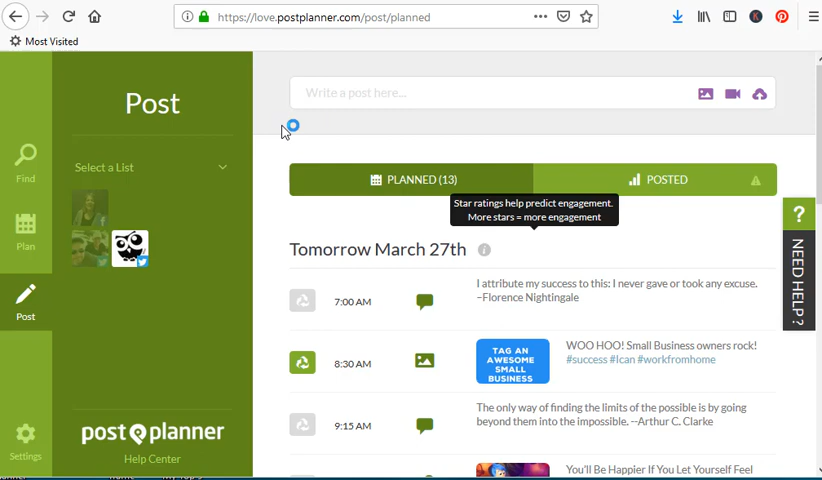 https://love.postplanner.com/post/planned
Most Visited
Find
Plan
Post
Settings
Post
Select a List
post planner
Help Center
Write a post here...
PLANNED (13)
POSTED
Star ratings help predict engagement.
More stars = more engagement
Tomorrow March 27th
7:00 AM
I attribute my success to this: I never gave or took any excuse.
–Florence Nightingale
8:30 AM
TAG AN
AWESOME
SMALL
BUSINESS
WOO HOO! Small Business owners rock!
#success #Ican #workfromhome
9:15 AM
The only way of finding the limits of the possible is by going
beyond them into the impossible. --Arthur C. Clarke
You'll Be Happier If You Let Yourself Feel
?
NEED HELP?